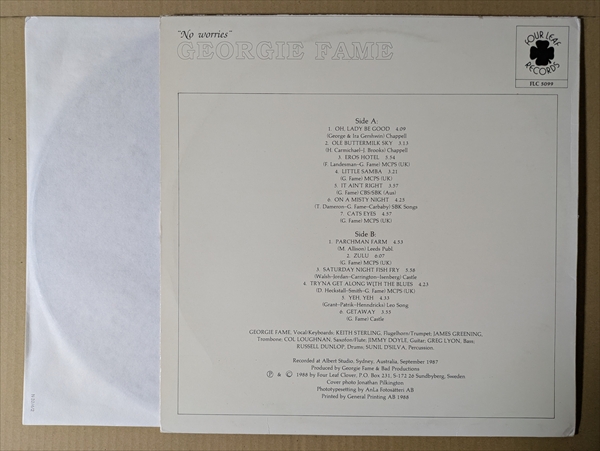 "No worries"
GEORGIE FAME
FOUR LEAF
RECORDS
FLC 5099
Side A:
1. OH, LADY BE GOOD 4.09
(George & Ira Gershwin) Chappell
2. OLE BUTTERMILK SKY 5.13
(H. Carmichael-J. Brooks) Chappell
3. EROS HOTEL 5.54
(F. Landesman-G. Fame) MCPS (UK)
4. LITTLE SAMBA 3.21
(G. Fame) MCPS (UK)
5. IT AIN'T RIGHT 3.57
(G. Fame) CBS/SBK (Aus)
6. ON A MISTY NIGHT 4.25
(T. Dameron-G. Fame-Carbaby) SBK Songs
7. CATS EYES 4.57
(G. Fame) MCPS (UK)
Side B:
1. PARCHMAN FARM 4.33
(M. Allison) Leeds Publ.
2. ZULU 6.07
(G. Fame) MCPS (UK)
3. SATURDAY NIGHT FISH FRY 5.58
(Walsh-Jordan-Carrington-Isenberg) Castle
4. TRYNA GET ALONG WITH THE BLUES 4.23
(D. Heckstall-Smith-G. Fame) MCPS (UK)
5. YEH, YEH 4.33
(Grant-Patrik-Henndricks) Leo Song
6. GETAWAY 3.55
(G. Fame) Castle
GEORGIE FAME, Vocal/Keyboards; KEITH STERLING, Flugelhorn/Trumpet; JAMES GREENING,
Trombone; COL LOUGHNAN, Saxofon/Flute; JIMMY DOYLE, Guitar; GREG LYON, Bass;
RUSSELL DUNLOP, Drums; SUNIL D'SILVA, Percussion.
Recorded at Albert Studio, Sydney, Australia, September 1987
Produced by Georgie Fame & Bad Productions
Ⓟ & © 1988 by Four Leaf Clover, P.O. Box 231, S-172 26 Sundbyberg, Sweden
Cover photo Jonathan Pilkington
Phototypesetting by AnLa Fotosätteri AB
Printed by General Printing AB 1988